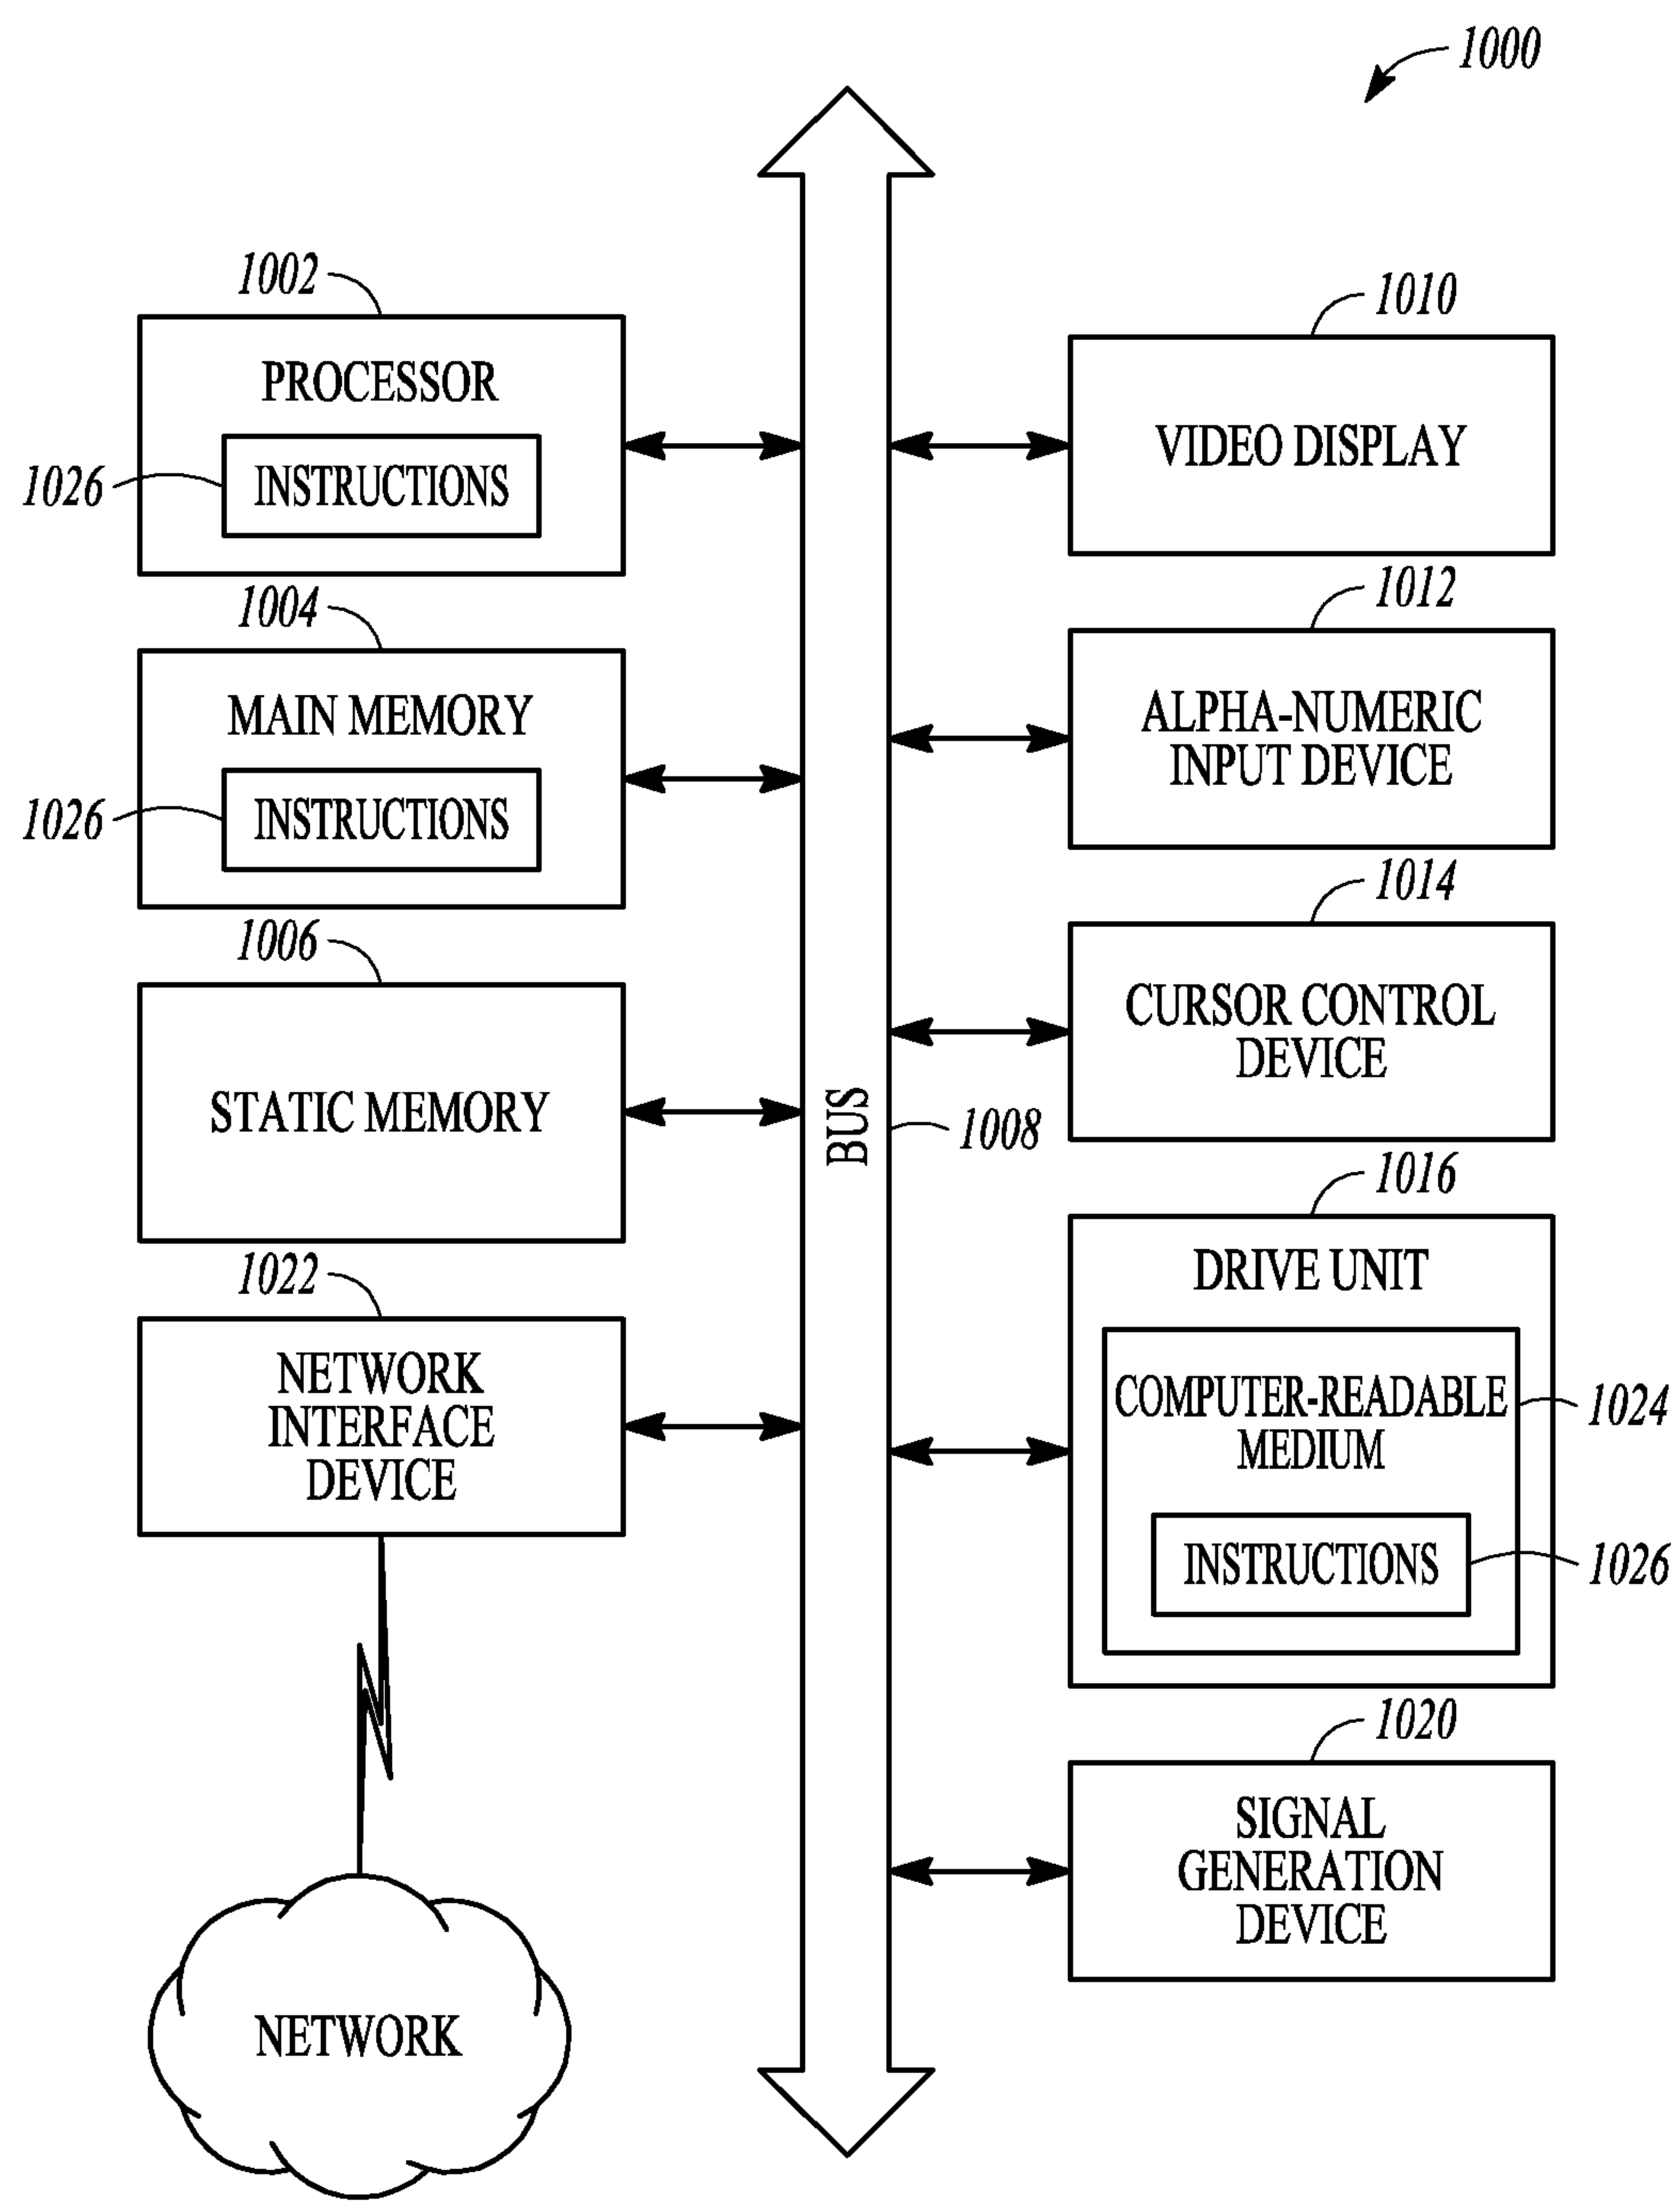 1000
1002
PROCESSOR
1026
INSTRUCTIONS
1004
MAIN MEMORY
1026
INSTRUCTIONS
1006
STATIC MEMORY
1022
NETWORK
INTERFACE
DEVICE
NETWORK
BUS
1008
1010
VIDEO DISPLAY
1012
ALPHA-NUMERIC
INPUT DEVICE
1014
CURSOR CONTROL
DEVICE
1016
DRIVE UNIT
COMPUTER-READABLE
MEDIUM
1024
INSTRUCTIONS
1026
1020
SIGNAL
GENERATION
DEVICE